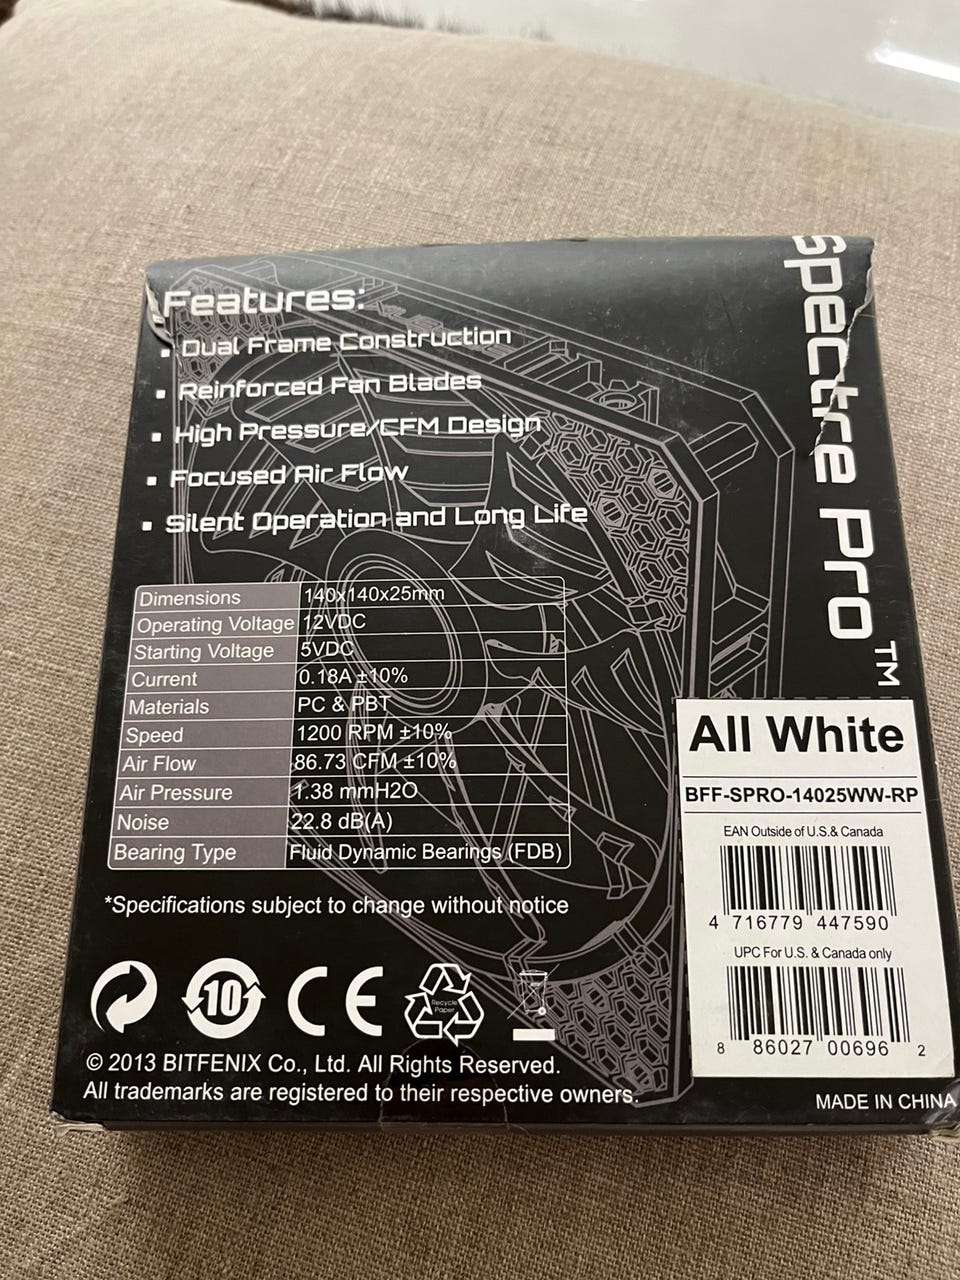 Spectre Pro™
Features:
▪ Dual Frame Construction
▪ Reinforced Fan Blades
▪ High Pressure/CFM Design
▪ Focused Air Flow
▪ Silent Operation and Long Life
Dimensions 140x140x25mm
Operating Voltage 12VDC
Starting Voltage 5VDC
Current 0.18A ±10%
Materials PC & PBT
Speed 1200 RPM ±10%
Air Flow 86.73 CFM ±10%
Air Pressure 1.38 mmH2O
Noise 22.8 dB(A)
Bearing Type Fluid Dynamic Bearings (FDB)
*Specifications subject to change without notice
10
CE
Recycle
Paper
© 2013 BITFENIX Co., Ltd. All Rights Reserved.
All trademarks are registered to their respective owners.
All White
BFF-SPRO-14025WW-RP
EAN Outside of U.S.& Canada
4 716779 447590
UPC For U.S. & Canada only
8 86027 00696 2
MADE IN CHINA